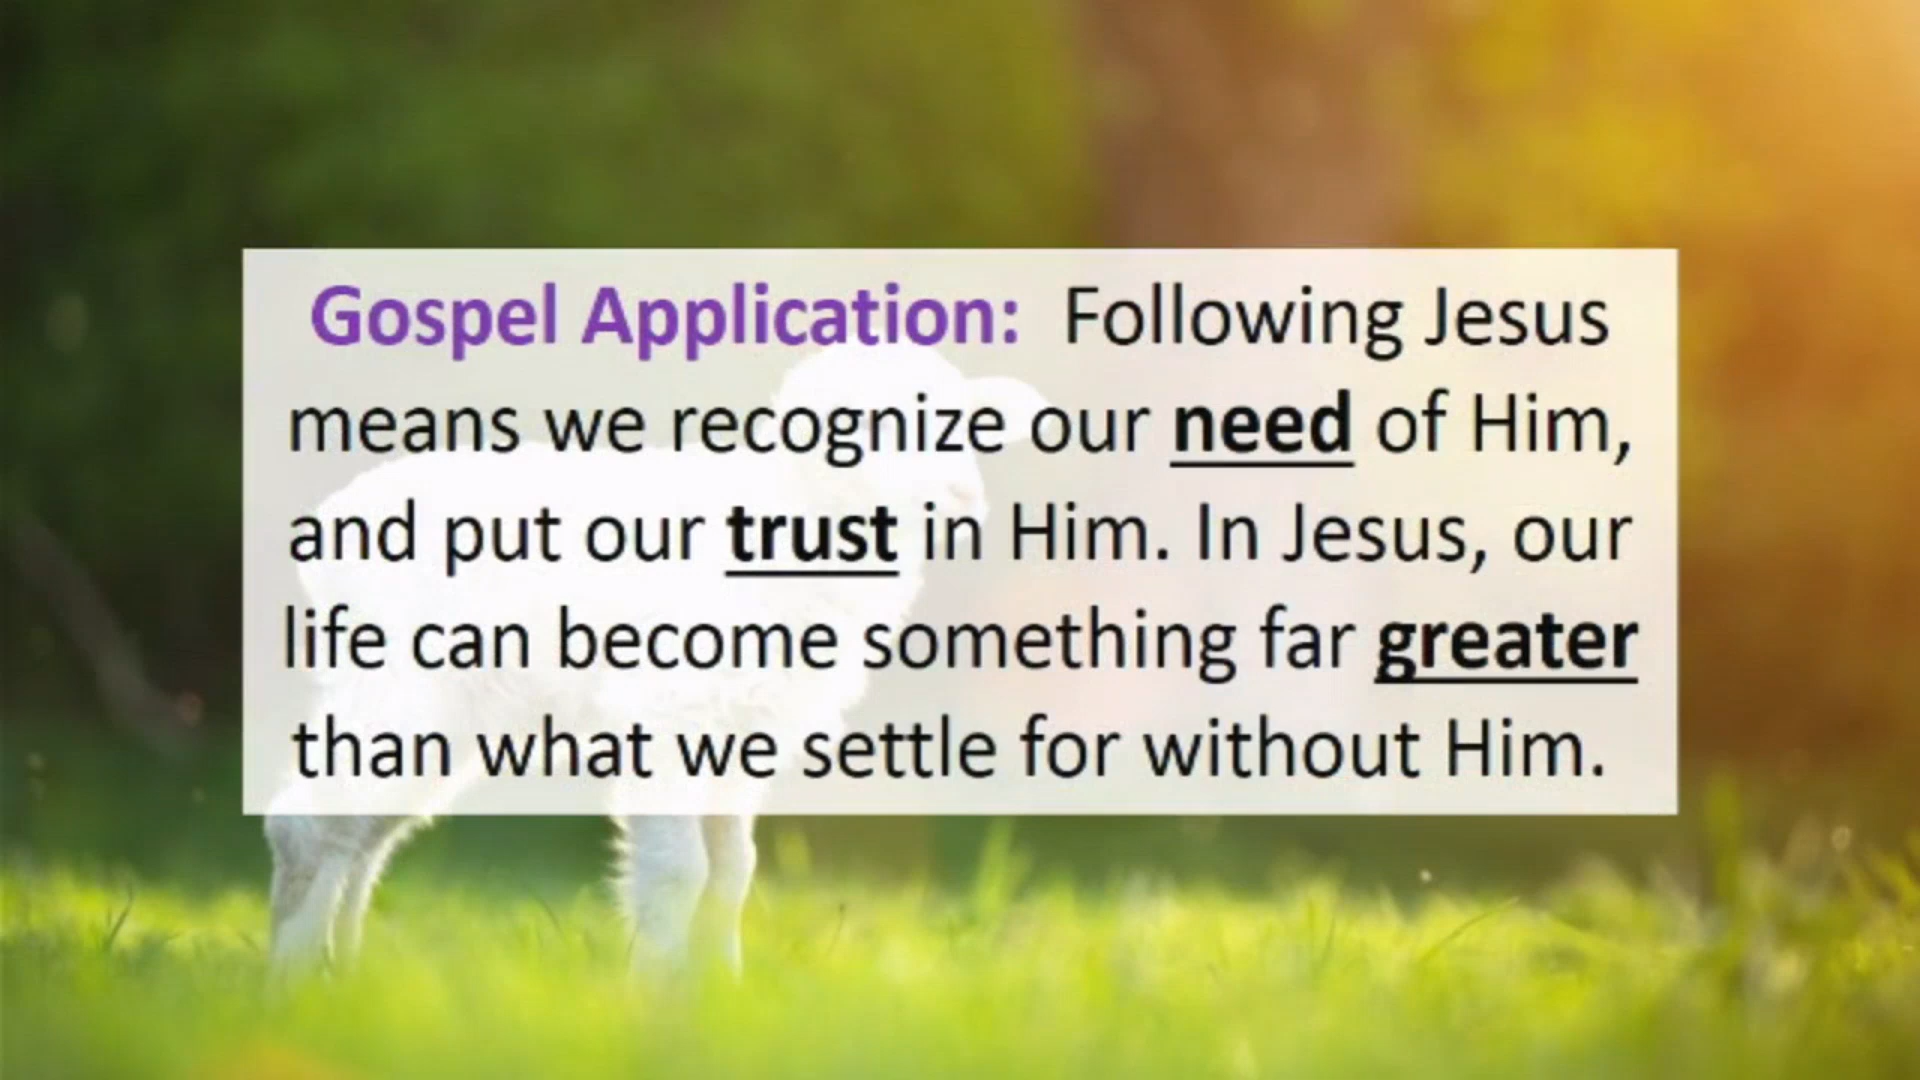 Gospel Application: Following Jesus
means we recognize our need of Him,
and put our trust in Him. In Jesus, our
life can become something far greater
than what we settle for without Him.